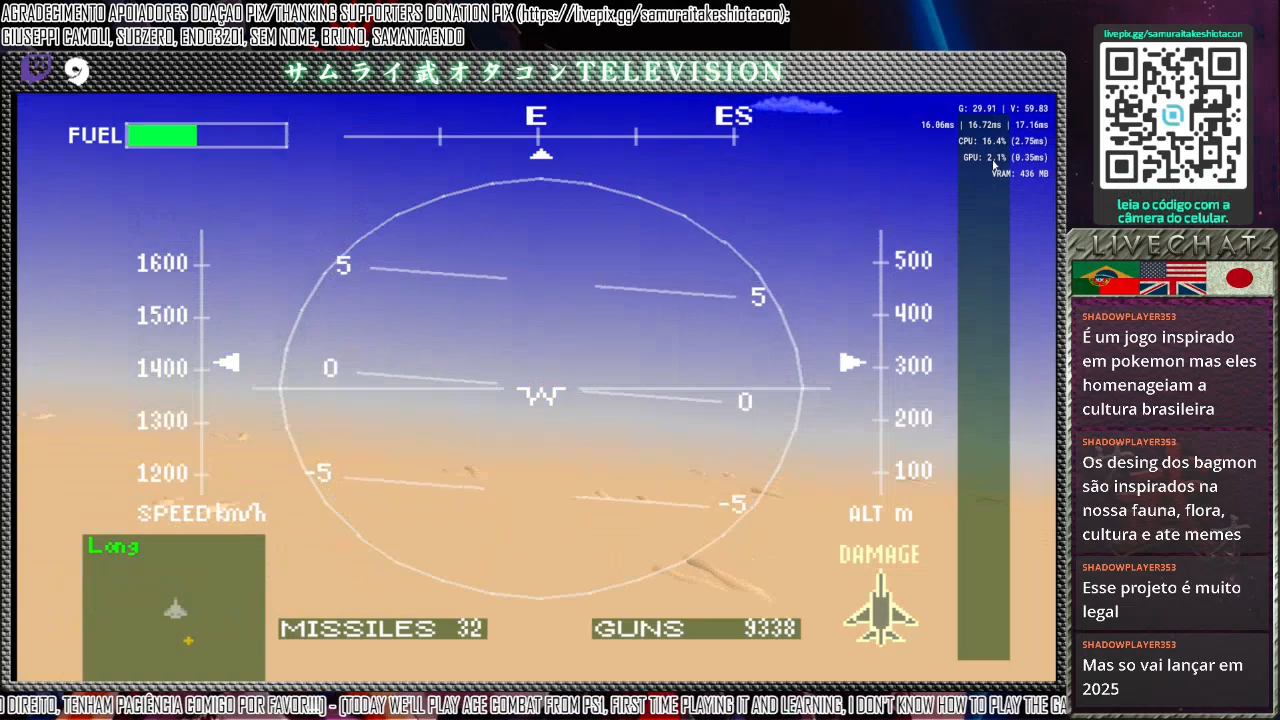 AGRADECIMENTO APOIADORES DOAÇÃO PIX/THANKING SUPPORTERS DONATION PIX (https://livepix.gg/samuraitakeshiotacon):
GIUSEPPI CAMOLI, SUBZERO, ENDO3201, SEM NOME, BRUNO, SAMANTAENDO
9
サムライ武オタコンTELEVISION
FUEL
E
ES
G: 29.91 | V: 59.83
16.06ms | 16.72ms | 17.16ms
CPU: 16.4% (2.75ms)
GPU: 2.1% (0.35ms)
VRAM: 436 MB
5
5
0
0
-5
-5
1600
1500
1400
1300
1200
SPEED km/h
500
400
300
200
100
ALT m
Long
DAMAGE
MISSILES 32
GUNS 9338
O DIREITO, TENHAM PACIÊNCIA COMIGO POR FAVOR!!!) - (TODAY WE'LL PLAY ACE COMBAT FROM PS1, FIRST TIME PLAYING IT AND LEARNING, I DON'T KNOW HOW TO PLAY THE GA
livepix.gg/samuraitakeshiotacon
leia o código com a
câmera do celular.
-LIVECHAT-
SHADOWPLAYER353
É um jogo inspirado
em pokemon mas eles
homenageiam a
cultura brasileira
SHADOWPLAYER353
Os desing dos bagmon
são inspirados na
nossa fauna, flora,
cultura e ate memes
SHADOWPLAYER353
Esse projeto é muito
legal
SHADOWPLAYER353
Mas so vai lançar em
2025